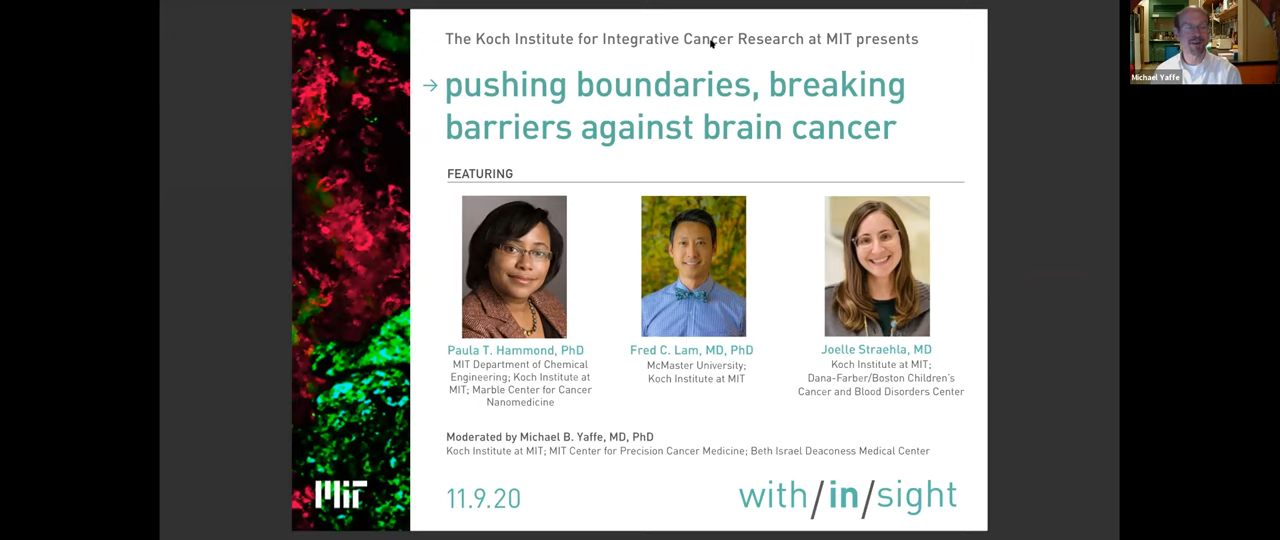 The Koch Institute for Integrative Cancer Research at MIT presents
→ pushing boundaries, breaking
barriers against brain cancer
FEATURING
Paula T. Hammond, PhD
MIT Department of Chemical
Engineering; Koch Institute at
MIT; Marble Center for Cancer
Nanomedicine
Fred C. Lam, MD, PhD
McMaster University;
Koch Institute at MIT
Joelle Straehla, MD
Koch Institute at MIT;
Dana-Farber/Boston Children's
Cancer and Blood Disorders Center
Moderated by Michael B. Yaffe, MD, PhD
Koch Institute at MIT; MIT Center for Precision Cancer Medicine; Beth Israel Deaconess Medical Center
MIT
11.9.20
with/in/sight
Michael Yaffe